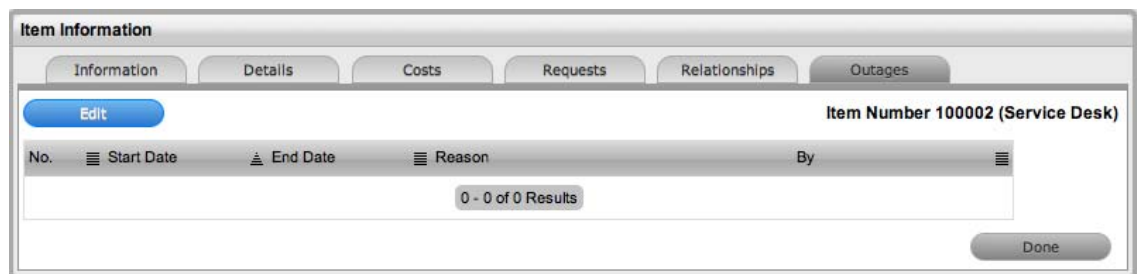 Item Information
Information Details Costs Requests Relationships Outages
Edit Item Number 100002 (Service Desk)
No. Start Date End Date Reason By
0 - 0 of 0 Results
Done